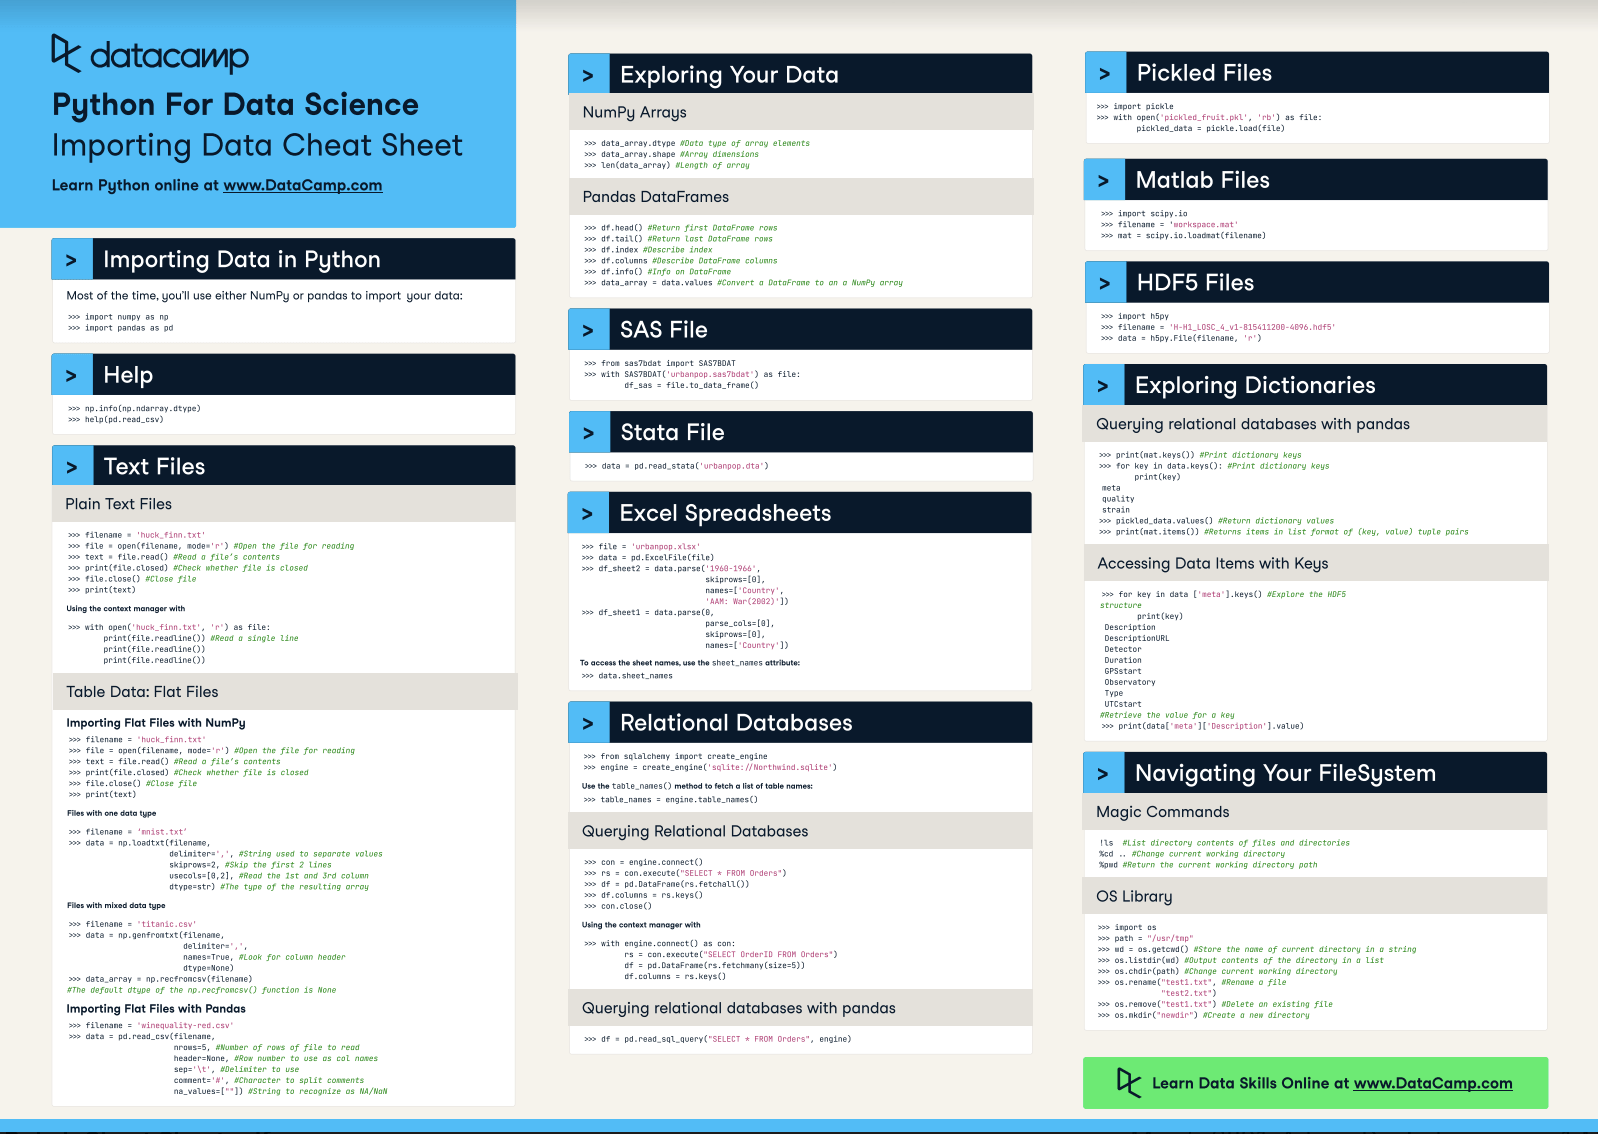 datacamp
Python For Data Science
Importing Data Cheat Sheet
Learn Python online at www.DataCamp.com
> Importing Data in Python
Most of the time, you'll use either NumPy or pandas to import your data:
>>> import numpy as np
>>> import pandas as pd
> Help
>>> np.info(np.ndarray.dtype)
>>> help(pd.read_csv)
> Text Files
Plain Text Files
>>> filename = 'huck_finn.txt'
>>> file = open(filename, mode='r') #Open the file for reading
>>> text = file.read() #Read a file's contents
>>> print(file.closed) #Check whether file is closed
>>> file.close() #Close file
>>> print(text)
Using the context manager with
>>> with open('huck_finn.txt', 'r') as file:
print(file.readline()) #Read a single line
print(file.readline())
print(file.readline())
Table Data: Flat Files
Importing Flat Files with NumPy
>>> filename = 'huck_finn.txt'
>>> file = open(filename, mode='r') #Open the file for reading
>>> text = file.read() #Read a file's contents
>>> print(file.closed) #Check whether file is closed
>>> file.close() #Close file
>>> print(text)
Files with one data type
>>> filename = 'mnist.txt'
>>> data = np.loadtxt(filename,
delimiter=',', #String used to separate values
skiprows=2, #Skip the first 2 lines
usecols=[0,2], #Read the 1st and 3rd column
dtype=str) #The type of the resulting array
Files with mixed data type
>>> filename = 'titanic.csv'
>>> data = np.genfromtxt(filename,
delimiter=',',
names=True, #Look for column header
dtype=None)
>>> data_array = np.recfromcsv(filename)
#The default dtype of the np.recfromcsv() function is None
Importing Flat Files with Pandas
>>> filename = 'winequality-red.csv'
>>> data = pd.read_csv(filename,
nrows=5, #Number of rows of file to read
header=None, #Row number to use as col names
sep='\t', #Delimiter to use
comment='#', #Character to split comments
na_values=[""]) #String to recognize as NA/NaN
> Exploring Your Data
NumPy Arrays
>>> data_array.dtype #Data type of array elements
>>> data_array.shape #Array dimensions
>>> len(data_array) #Length of array
Pandas DataFrames
>>> df.head() #Return first DataFrame rows
>>> df.tail() #Return last DataFrame rows
>>> df.index #Describe index
>>> df.columns #Describe DataFrame columns
>>> df.info() #Info on DataFrame
>>> data_array = data.values #Convert a DataFrame to an a NumPy array
> SAS File
>>> from sas7bdat import SAS7BDAT
>>> with SAS7BDAT('urbanpop.sas7bdat') as file:
df_sas = file.to_data_frame()
> Stata File
>>> data = pd.read_stata('urbanpop.dta')
> Excel Spreadsheets
>>> file = 'urbanpop.xlsx'
>>> data = pd.ExcelFile(file)
>>> df_sheet2 = data.parse('1960-1966',
skiprows=[0],
names=['Country',
'AAM: War(2002)'])
>>> df_sheet1 = data.parse(0,
parse_cols=[0],
skiprows=[0],
names=['Country'])
To access the sheet names, use the sheet_names attribute:
>>> data.sheet_names
> Relational Databases
>>> from sqlalchemy import create_engine
>>> engine = create_engine('sqlite://Northwind.sqlite')
Use the table_names() method to fetch a list of table names:
>>> table_names = engine.table_names()
Querying Relational Databases
>>> con = engine.connect()
>>> rs = con.execute("SELECT * FROM Orders")
>>> df = pd.DataFrame(rs.fetchall())
>>> df.columns = rs.keys()
>>> con.close()
Using the context manager with
>>> with engine.connect() as con:
rs = con.execute("SELECT OrderID FROM Orders")
df = pd.DataFrame(rs.fetchmany(size=5))
df.columns = rs.keys()
Querying relational databases with pandas
>>> df = pd.read_sql_query("SELECT * FROM Orders", engine)
> Pickled Files
>>> import pickle
>>> with open('pickled_fruit.pkl', 'rb') as file:
pickled_data = pickle.load(file)
> Matlab Files
>>> import scipy.io
>>> filename = 'workspace.mat'
>>> mat = scipy.io.loadmat(filename)
> HDF5 Files
>>> import h5py
>>> filename = 'H-H1_LOSC_4_v1-815411200-4096.hdf5'
>>> data = h5py.File(filename, 'r')
> Exploring Dictionaries
Querying relational databases with pandas
>>> print(mat.keys()) #Print dictionary keys
>>> for key in data.keys(): #Print dictionary keys
print(key)
meta
quality
strain
>>> pickled_data.values() #Return dictionary values
>>> print(mat.items()) #Returns items in list format of (key, value) tuple pairs
Accessing Data Items with Keys
>>> for key in data ['meta'].keys() #Explore the HDF5
structure
print(key)
Description
DescriptionURL
Detector
Duration
GPSstart
Observatory
Type
UTCstart
#Retrieve the value for a key
>>> print(data['meta']['Description'].value)
> Navigating Your FileSystem
Magic Commands
!ls #List directory contents of files and directories
%cd .. #Change current working directory
%pwd #Return the current working directory path
OS Library
>>> import os
>>> path = "/usr/tmp"
>>> wd = os.getcwd() #Store the name of current directory in a string
>>> os.listdir(wd) #Output contents of the directory in a list
>>> os.chdir(path) #Change current working directory
>>> os.rename("test1.txt", #Rename a file
"test2.txt")
>>> os.remove("test1.txt") #Delete an existing file
>>> os.mkdir("newdir") #Create a new directory
Learn Data Skills Online at www.DataCamp.com